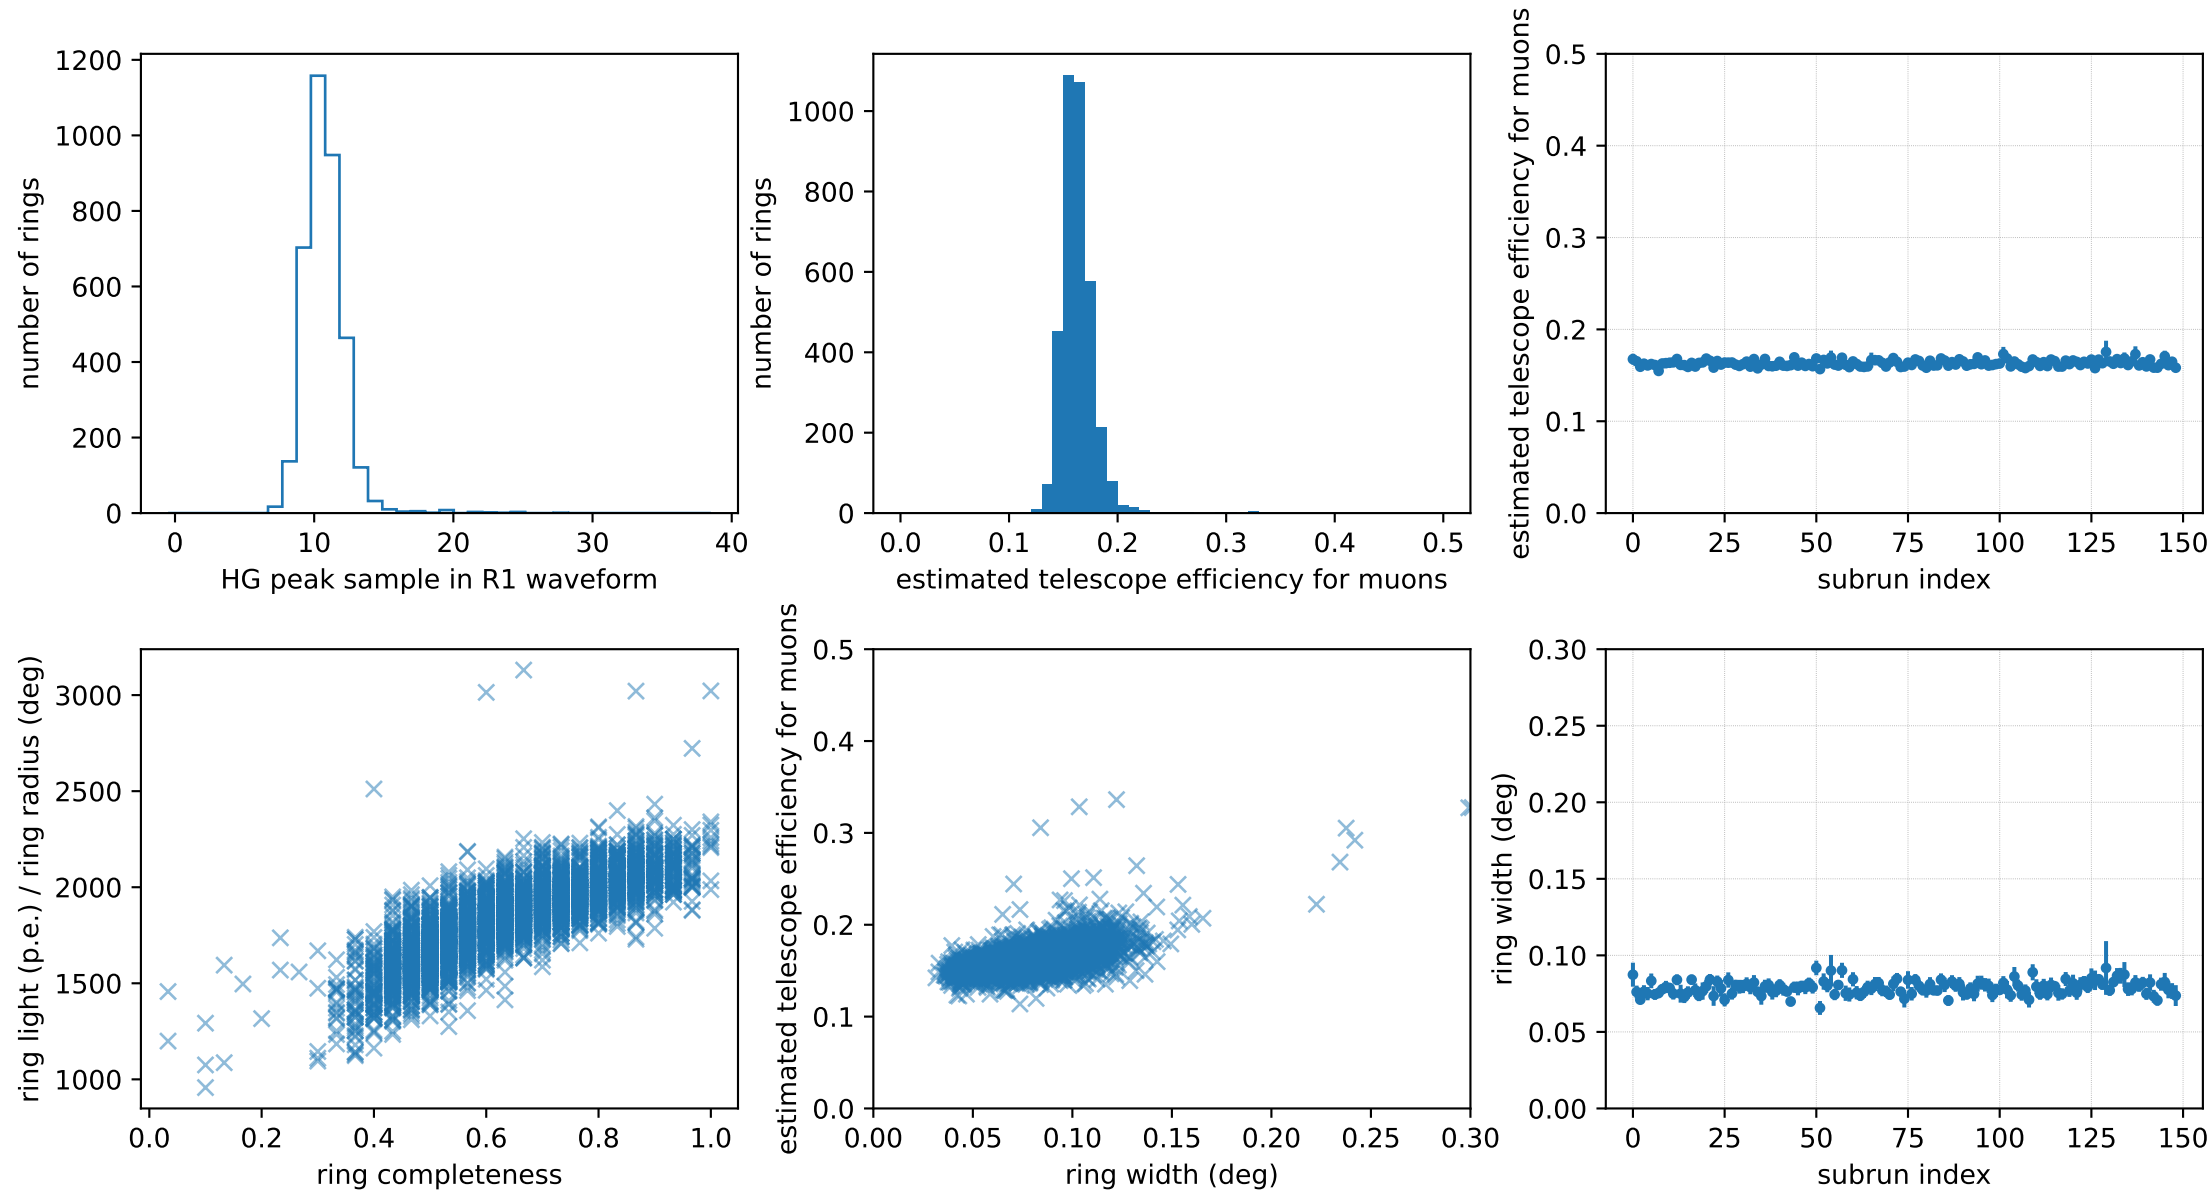 1200
1000
800
600
400
200
0
number of rings
0 10 20 30 40
HG peak sample in R1 waveform
1000
800
600
400
200
0
number of rings
0.0 0.1 0.2 0.3 0.4 0.5
estimated telescope efficiency for muons
0.5
0.4
0.3
0.2
0.1
0.0
estimated telescope efficiency for muons
0 25 50 75 100 125 150
subrun index
3000
2500
2000
1500
1000
ring light (p.e.) / ring radius (deg)
0.0 0.2 0.4 0.6 0.8 1.0
ring completeness
0.5
0.4
0.3
0.2
0.1
0.0
estimated telescope efficiency for muons
0.00 0.05 0.10 0.15 0.20 0.25 0.30
ring width (deg)
0.30
0.25
0.20
0.15
0.10
0.05
0.00
ring width (deg)
0 25 50 75 100 125 150
subrun index